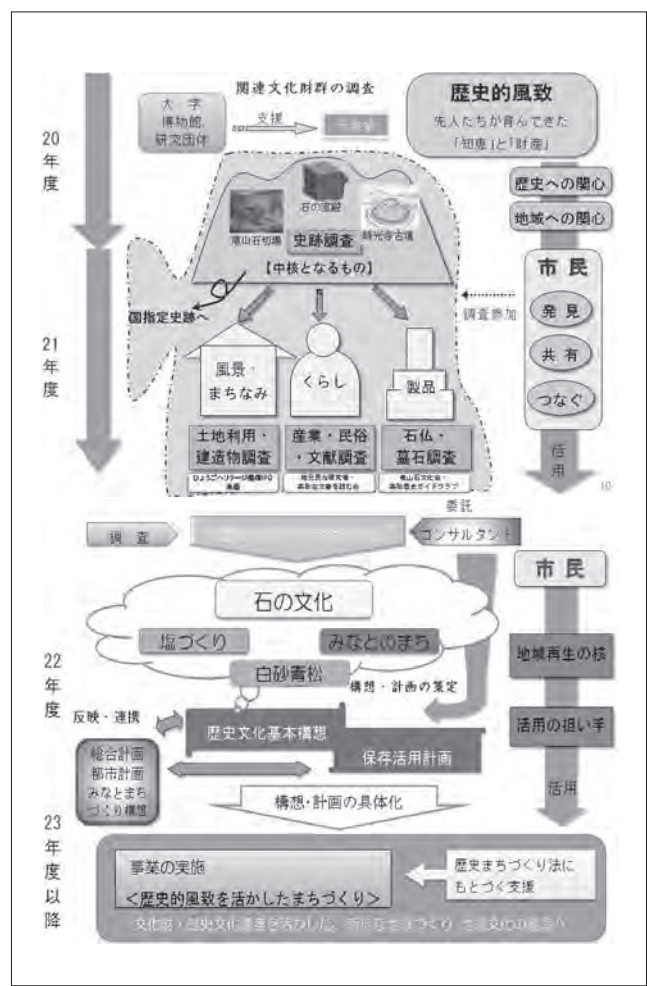 関連文化財群の調査
大学
博物館
研究団体
支援
歴史的風致
先人たちが育んできた
「知恵」と「財産」
20年度
歴史への関心
地域への関心
石の宝殿
竜山石切場
時光寺古墳
史跡調査
【中核となるもの】
国指定史跡へ
調査参加
市民
発見
共有
つなぐ
活用
21年度
風景・
まちなみ
くらし
製品
土地利用・
建造物調査
産業・民俗
・文献調査
石仏・
墓石調査
10
委託
調査
コンサルタント
市民
石の文化
塩づくり
みなとのまち
白砂青松
構想・計画の策定
22年度
地域再生の核
活用の担い手
活用
反映・連携
歴史文化基本構想
保存活用計画
総合計画
都市計画
みなとまち
づくり構想
構想・計画の具体化
23年度以降
事業の実施
<歴史的風致を活かしたまちづくり>
歴史まちづくり法に
もとづく支援